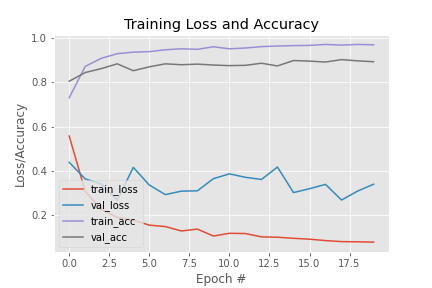 Training Loss and Accuracy
Loss/Accuracy
1.0
0.8
0.6
0.4
0.2
train_loss
val_loss
train_acc
val_acc
0.0 2.5 5.0 7.5 10.0 12.5 15.0 17.5
Epoch #